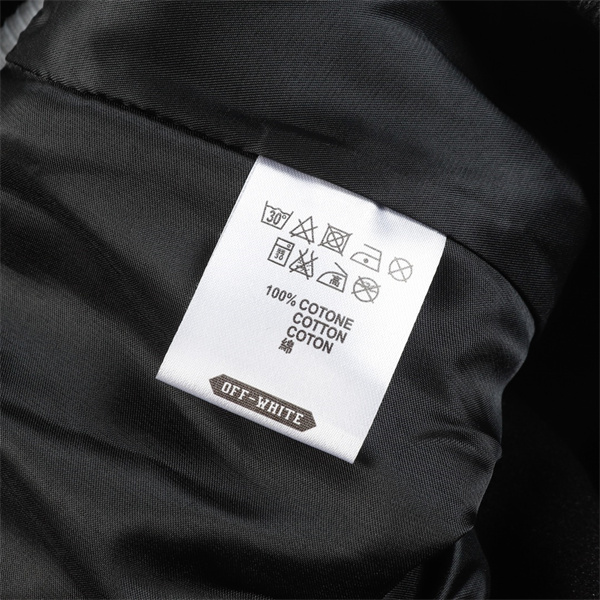 30°
100% COTONE
COTTON
COTON
綿
OFF-WHITE